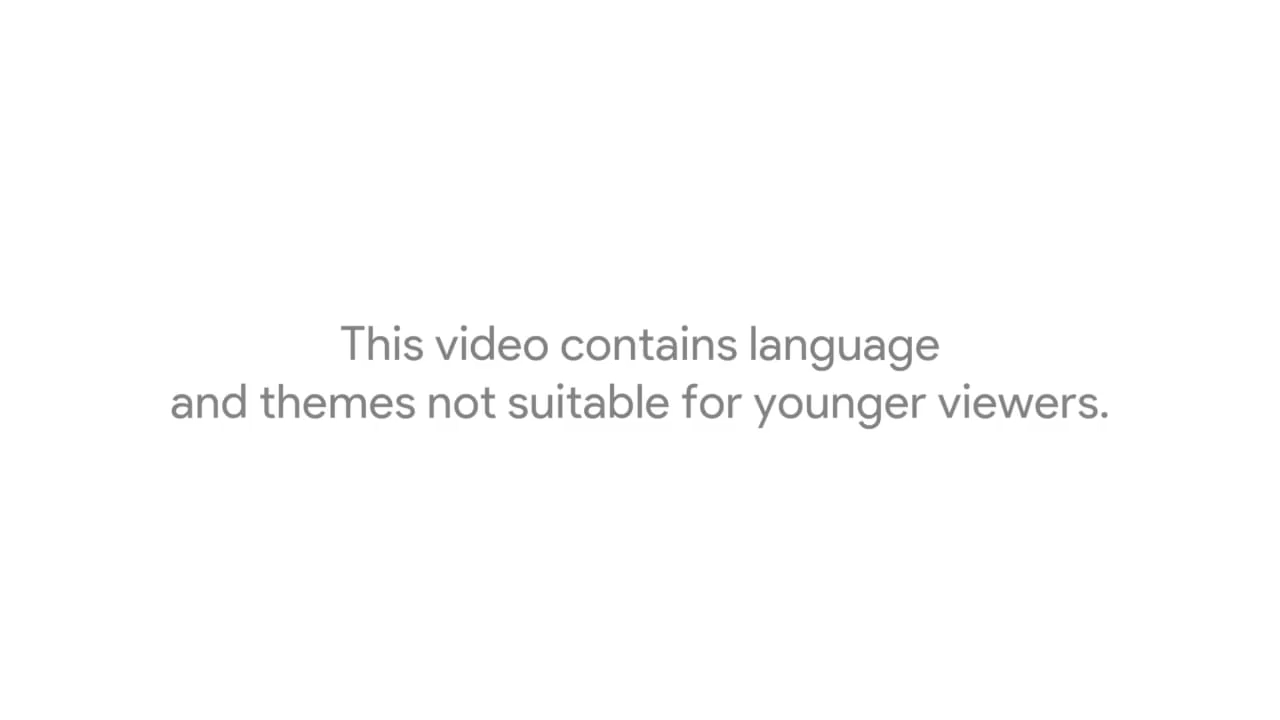 This video contains language
and themes not suitable for younger viewers.